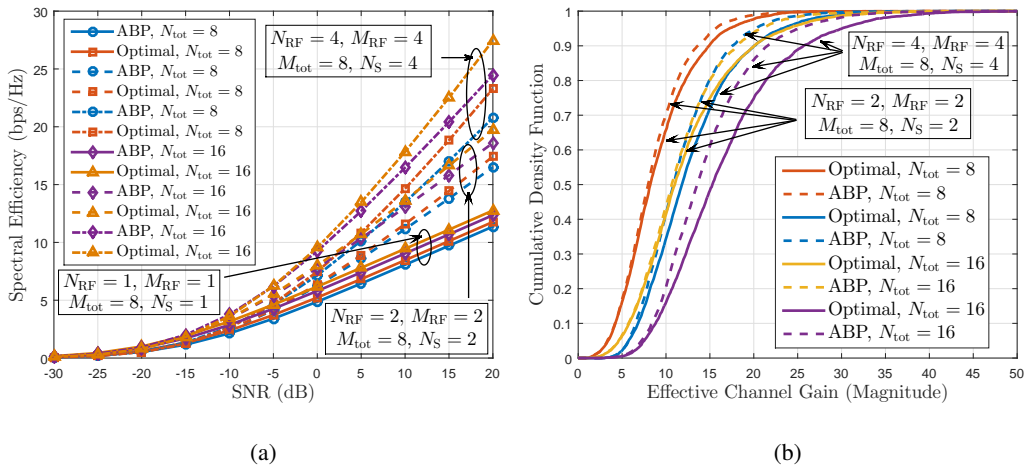 Spectral Efficiency (bps/Hz)
30
25
20
15
10
5
0
-30
-25
-20
-15
-10
-5
0
5
10
15
20
SNR (dB)
ABP, N_tot = 8
Optimal, N_tot = 8
ABP, N_tot = 8
Optimal, N_tot = 8
ABP, N_tot = 8
Optimal, N_tot = 8
ABP, N_tot = 16
Optimal, N_tot = 16
ABP, N_tot = 16
Optimal, N_tot = 16
ABP, N_tot = 16
Optimal, N_tot = 16
N_RF = 4, M_RF = 4
M_tot = 8, N_S = 4
N_RF = 1, M_RF = 1
M_tot = 8, N_S = 1
N_RF = 2, M_RF = 2
M_tot = 8, N_S = 2
(a)
Cumulative Density Function
1
0.9
0.8
0.7
0.6
0.5
0.4
0.3
0.2
0.1
0
0
5
10
15
20
25
30
35
40
45
50
Effective Channel Gain (Magnitude)
N_RF = 4, M_RF = 4
M_tot = 8, N_S = 4
N_RF = 2, M_RF = 2
M_tot = 8, N_S = 2
Optimal, N_tot = 8
ABP, N_tot = 8
Optimal, N_tot = 8
ABP, N_tot = 8
Optimal, N_tot = 16
ABP, N_tot = 16
Optimal, N_tot = 16
ABP, N_tot = 16
(b)